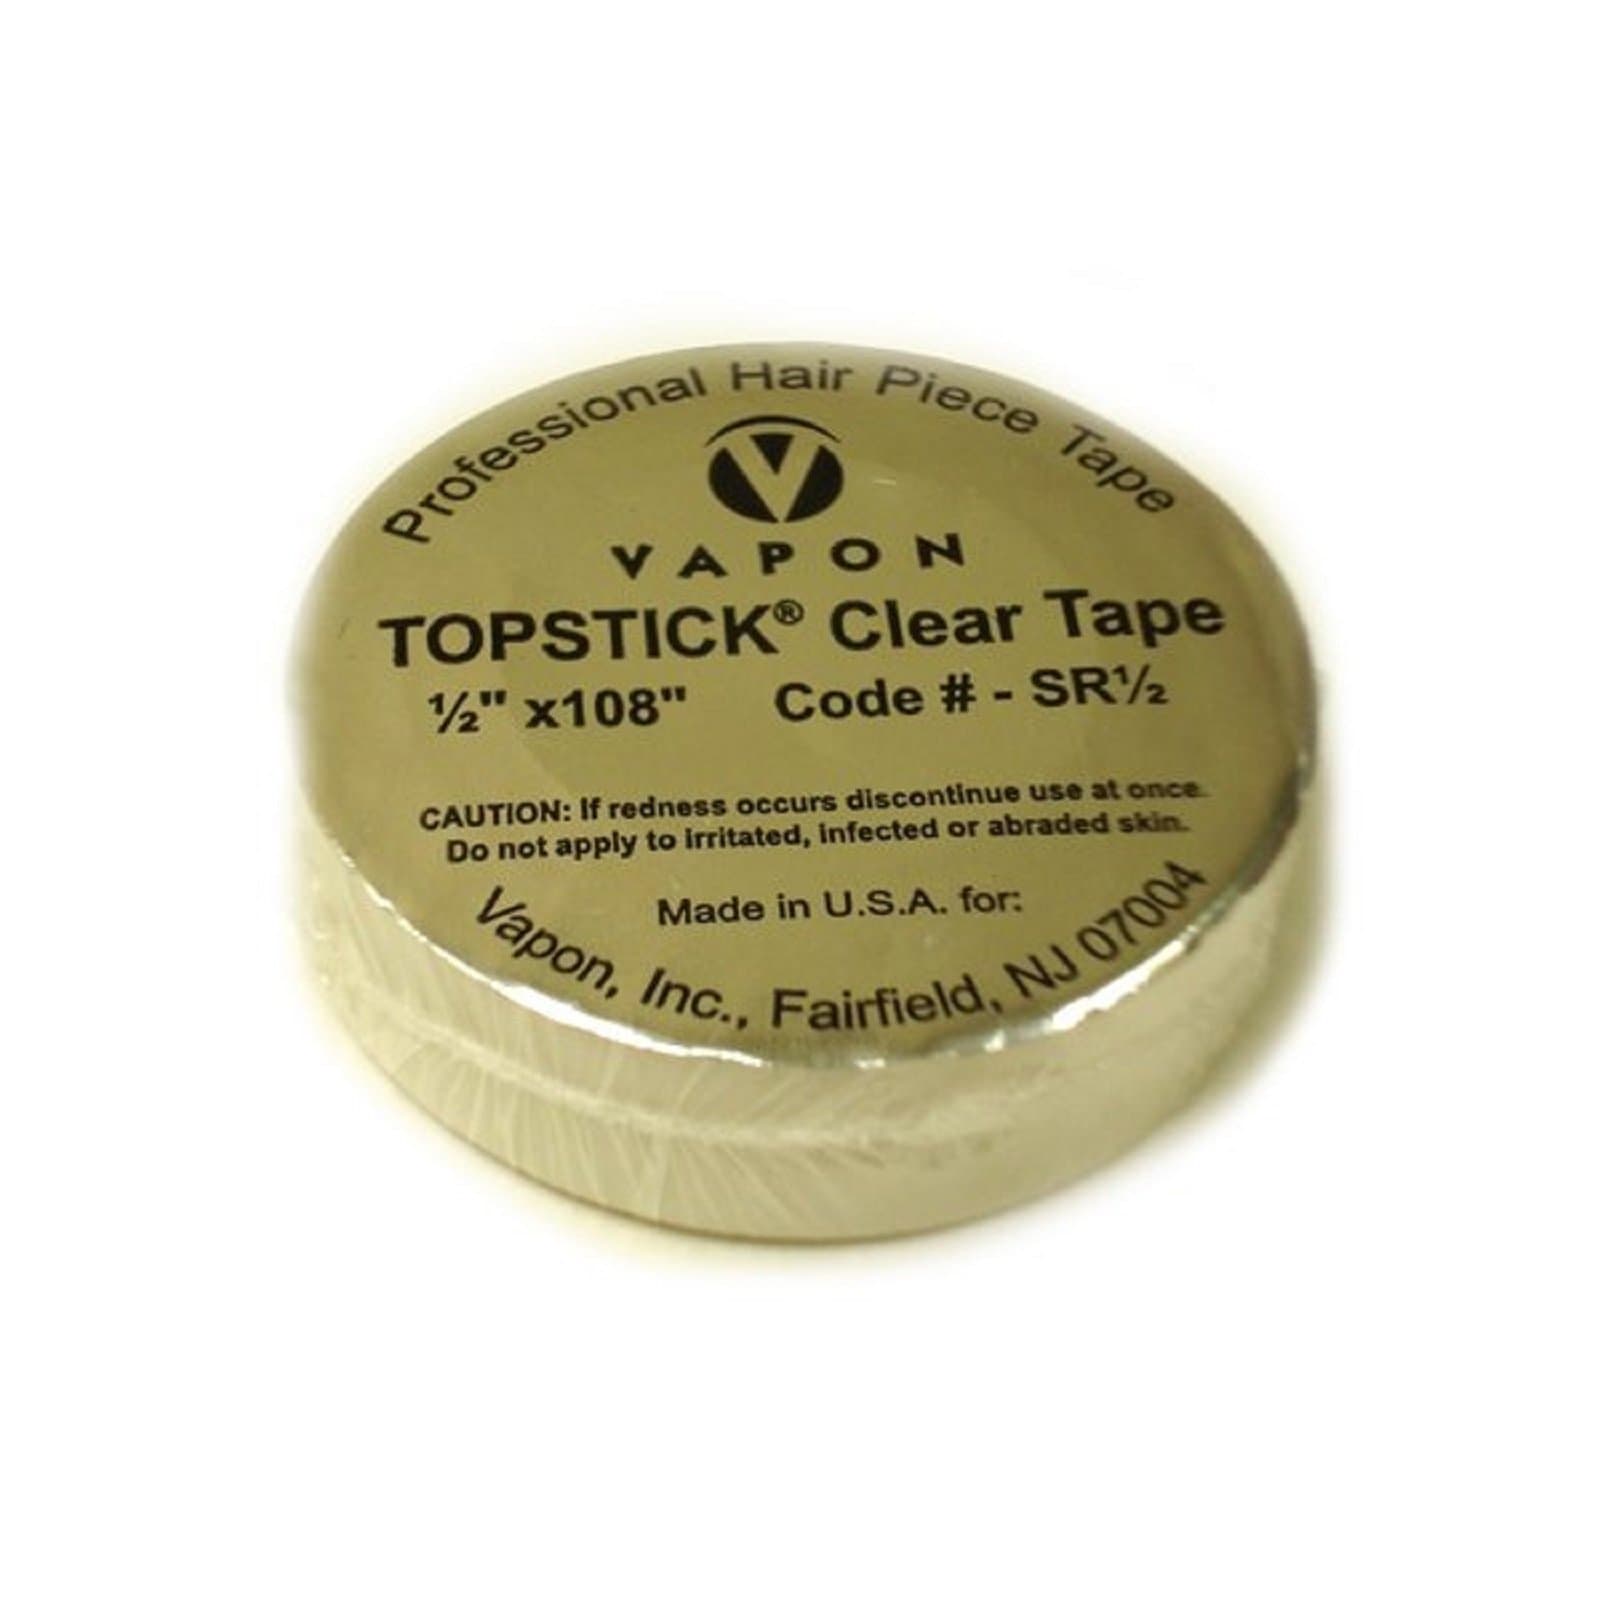 Professional Hair Piece Tape
V
VAPON
TOPSTICK® Clear Tape
½" x108" Code # - SR½
CAUTION: If redness occurs discontinue use at once.
Do not apply to irritated, infected or abraded skin.
Made in U.S.A. for:
Vapon, Inc., Fairfield, NJ 07004